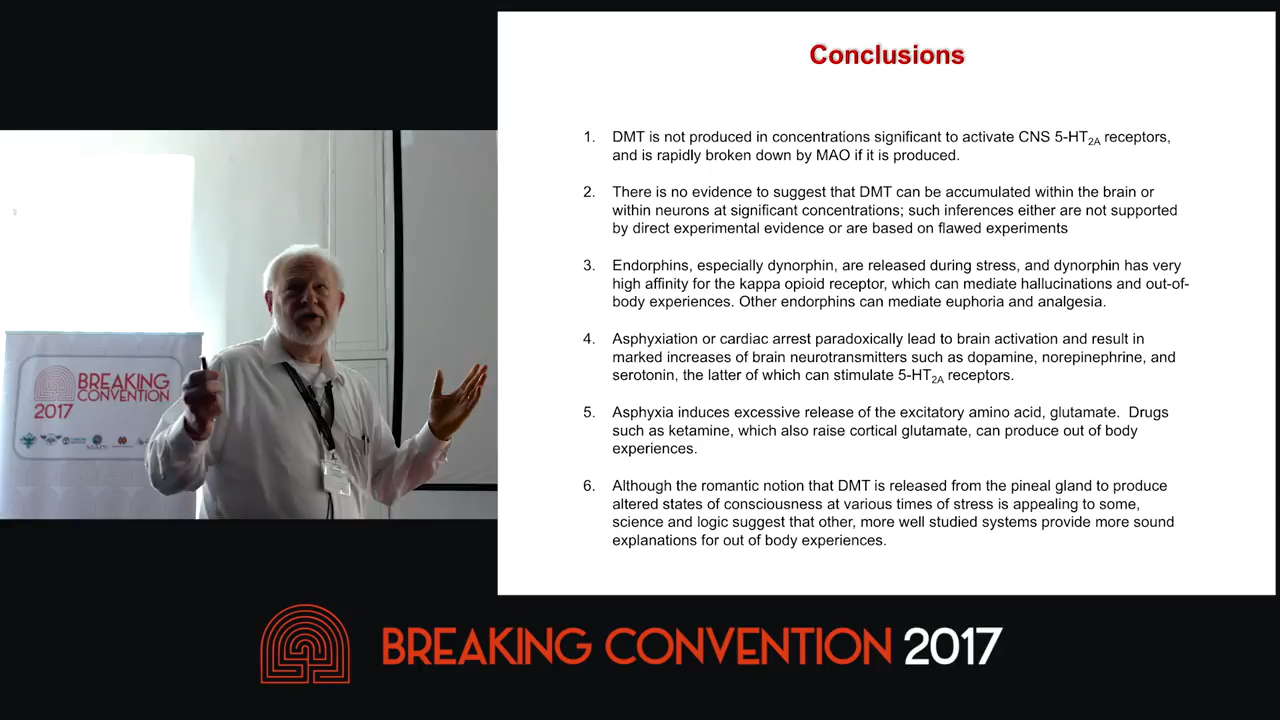 Conclusions
1. DMT is not produced in concentrations significant to activate CNS 5-HT2A receptors,
and is rapidly broken down by MAO if it is produced.
2. There is no evidence to suggest that DMT can be accumulated within the brain or
within neurons at significant concentrations; such inferences either are not supported
by direct experimental evidence or are based on flawed experiments
3. Endorphins, especially dynorphin, are released during stress, and dynorphin has very
high affinity for the kappa opioid receptor, which can mediate hallucinations and out-of-
body experiences. Other endorphins can mediate euphoria and analgesia.
4. Asphyxiation or cardiac arrest paradoxically lead to brain activation and result in
marked increases of brain neurotransmitters such as dopamine, norepinephrine, and
serotonin, the latter of which can stimulate 5-HT2A receptors.
5. Asphyxia induces excessive release of the excitatory amino acid, glutamate.  Drugs
such as ketamine, which also raise cortical glutamate, can produce out of body
experiences.
6. Although the romantic notion that DMT is released from the pineal gland to produce
altered states of consciousness at various times of stress is appealing to some,
science and logic suggest that other, more well studied systems provide more sound
explanations for out of body experiences.
BREAKING
CONVENTION
2017
MAPS
BREAKING CONVENTION 2017